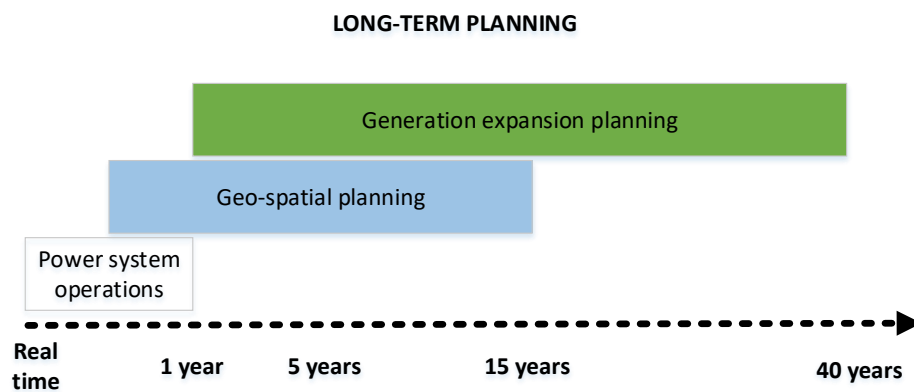 LONG-TERM PLANNING
Generation expansion planning
Geo-spatial planning
Power system
operations
Real
time
1 year
5 years
15 years
40 years